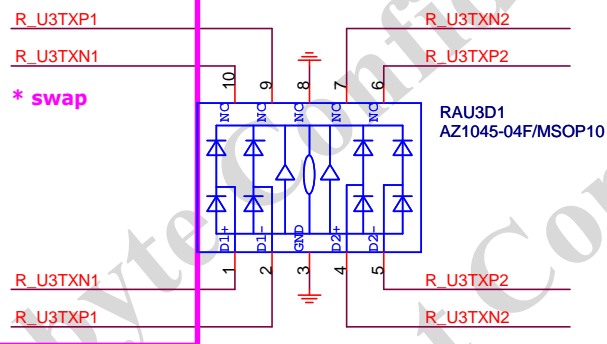 R_U3TXP1
R_U3TXN2
R_U3TXN1
R_U3TXP2
* swap
10
9
8
7
6
NC
NC
NC
NC
RAU3D1
AZ1045-04F/MSOP10
D1+
D1-
GND
D2+
D2-
1
2
3
4
5
R_U3TXN1
R_U3TXP2
R_U3TXP1
R_U3TXN2